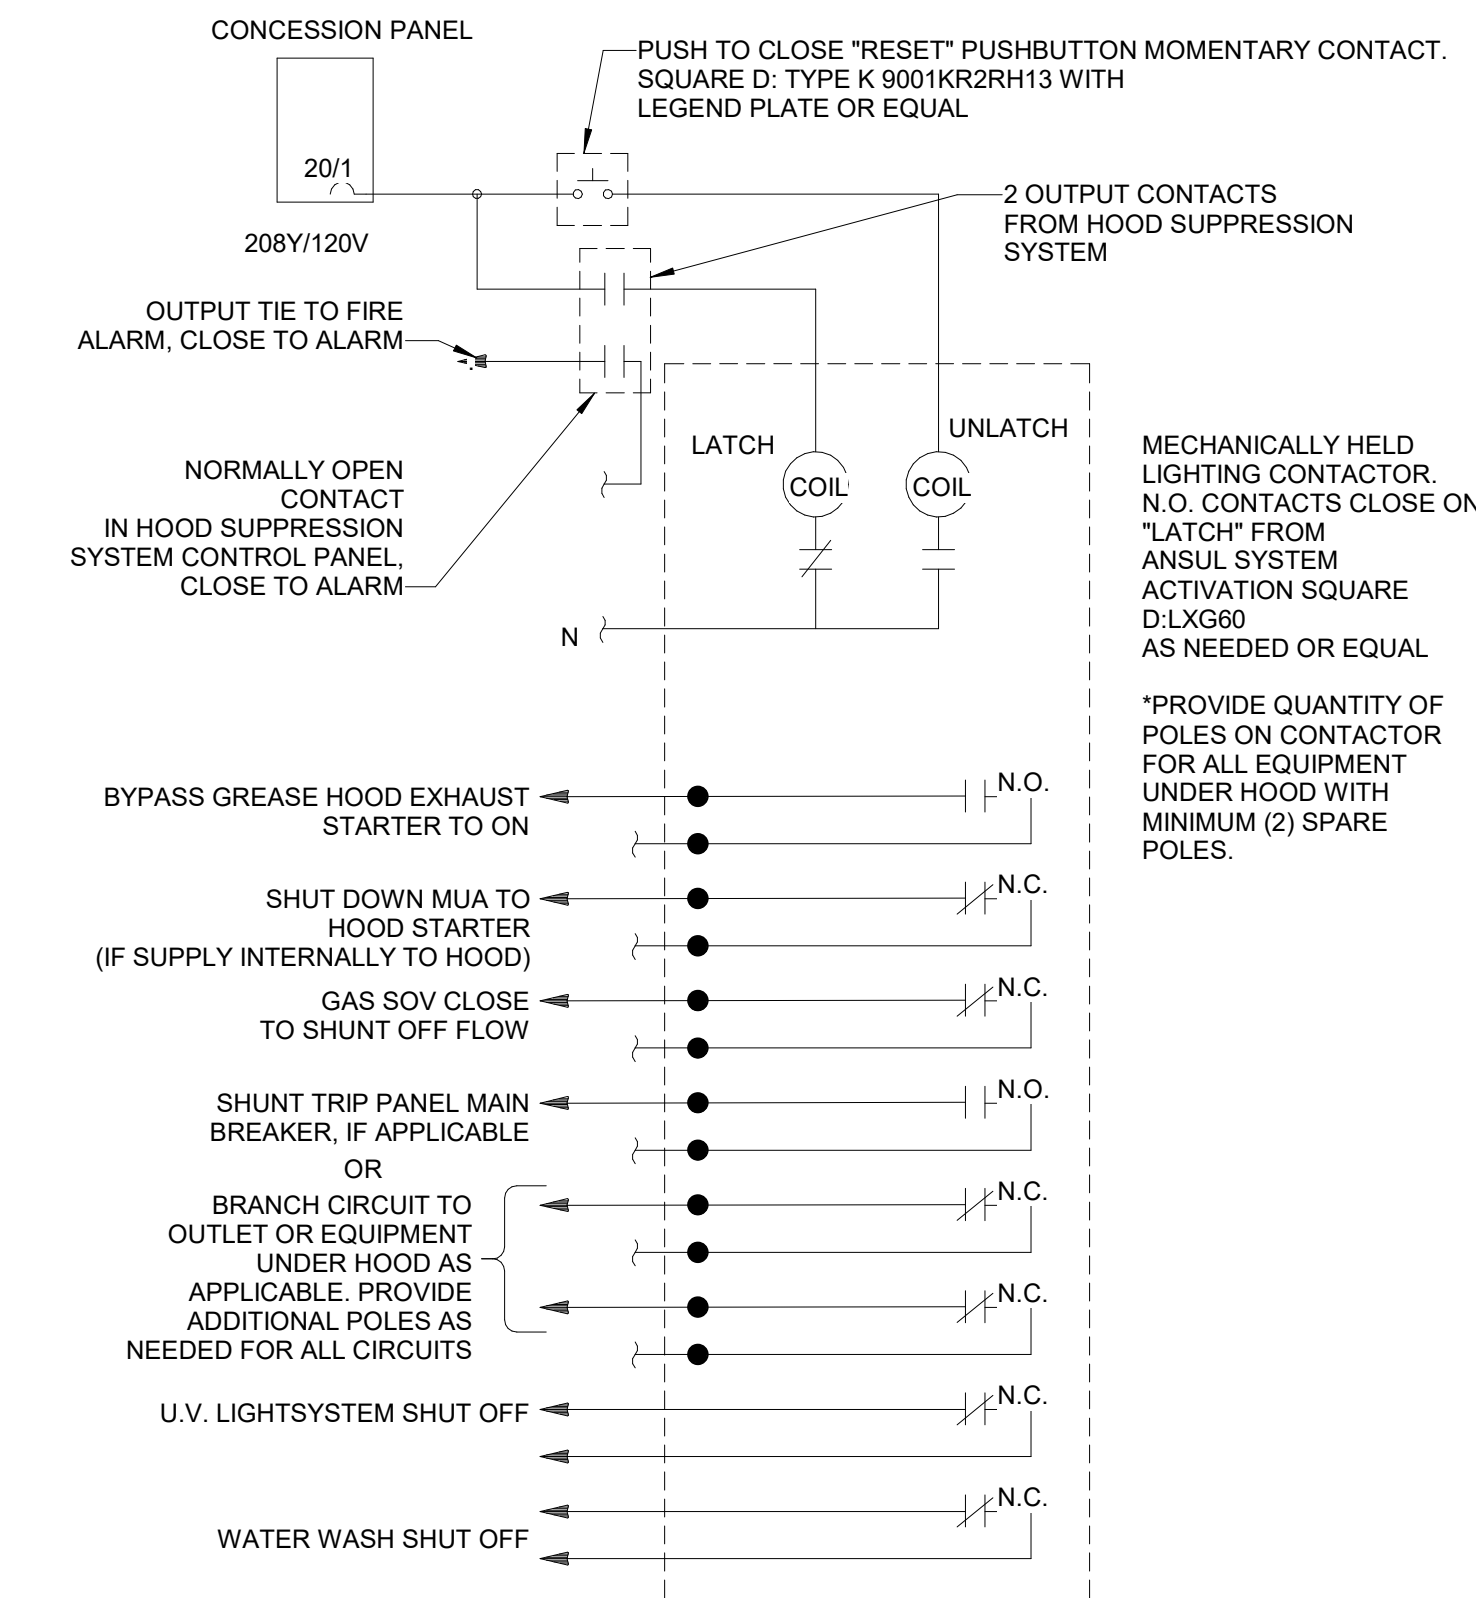 CONCESSION PANEL
PUSH TO CLOSE "RESET" PUSHBUTTON MOMENTARY CONTACT.
SQUARE D: TYPE K 9001KR2RH13 WITH
LEGEND PLATE OR EQUAL
20/1
208Y/120V
2 OUTPUT CONTACTS
FROM HOOD SUPPRESSION
SYSTEM
OUTPUT TIE TO FIRE
ALARM, CLOSE TO ALARM
NORMALLY OPEN
CONTACT
IN HOOD SUPPRESSION
SYSTEM CONTROL PANEL,
CLOSE TO ALARM
LATCH
UNLATCH
COIL
COIL
N
MECHANICALLY HELD
LIGHTING CONTACTOR.
N.O. CONTACTS CLOSE ON
"LATCH" FROM
ANSUL SYSTEM
ACTIVATION SQUARE
D:LXG60
AS NEEDED OR EQUAL
*PROVIDE QUANTITY OF
POLES ON CONTACTOR
FOR ALL EQUIPMENT
UNDER HOOD WITH
MINIMUM (2) SPARE
POLES.
BYPASS GREASE HOOD EXHAUST
STARTER TO ON
N.O.
SHUT DOWN MUA TO
HOOD STARTER
(IF SUPPLY INTERNALLY TO HOOD)
N.C.
GAS SOV CLOSE
TO SHUNT OFF FLOW
N.C.
SHUNT TRIP PANEL MAIN
BREAKER, IF APPLICABLE
N.O.
OR
BRANCH CIRCUIT TO
OUTLET OR EQUIPMENT
UNDER HOOD AS
APPLICABLE. PROVIDE
ADDITIONAL POLES AS
NEEDED FOR ALL CIRCUITS
N.C.
N.C.
U.V. LIGHTSYSTEM SHUT OFF
N.C.
WATER WASH SHUT OFF
N.C.